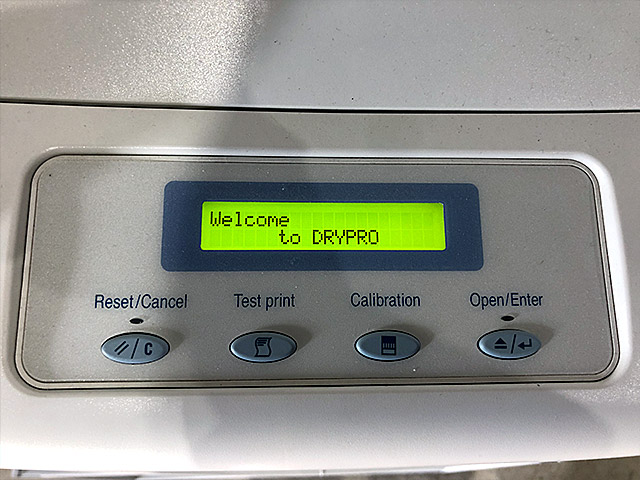 Welcome
to DRYPRO
Reset/Cancel
Test print
Calibration
Open/Enter
//C